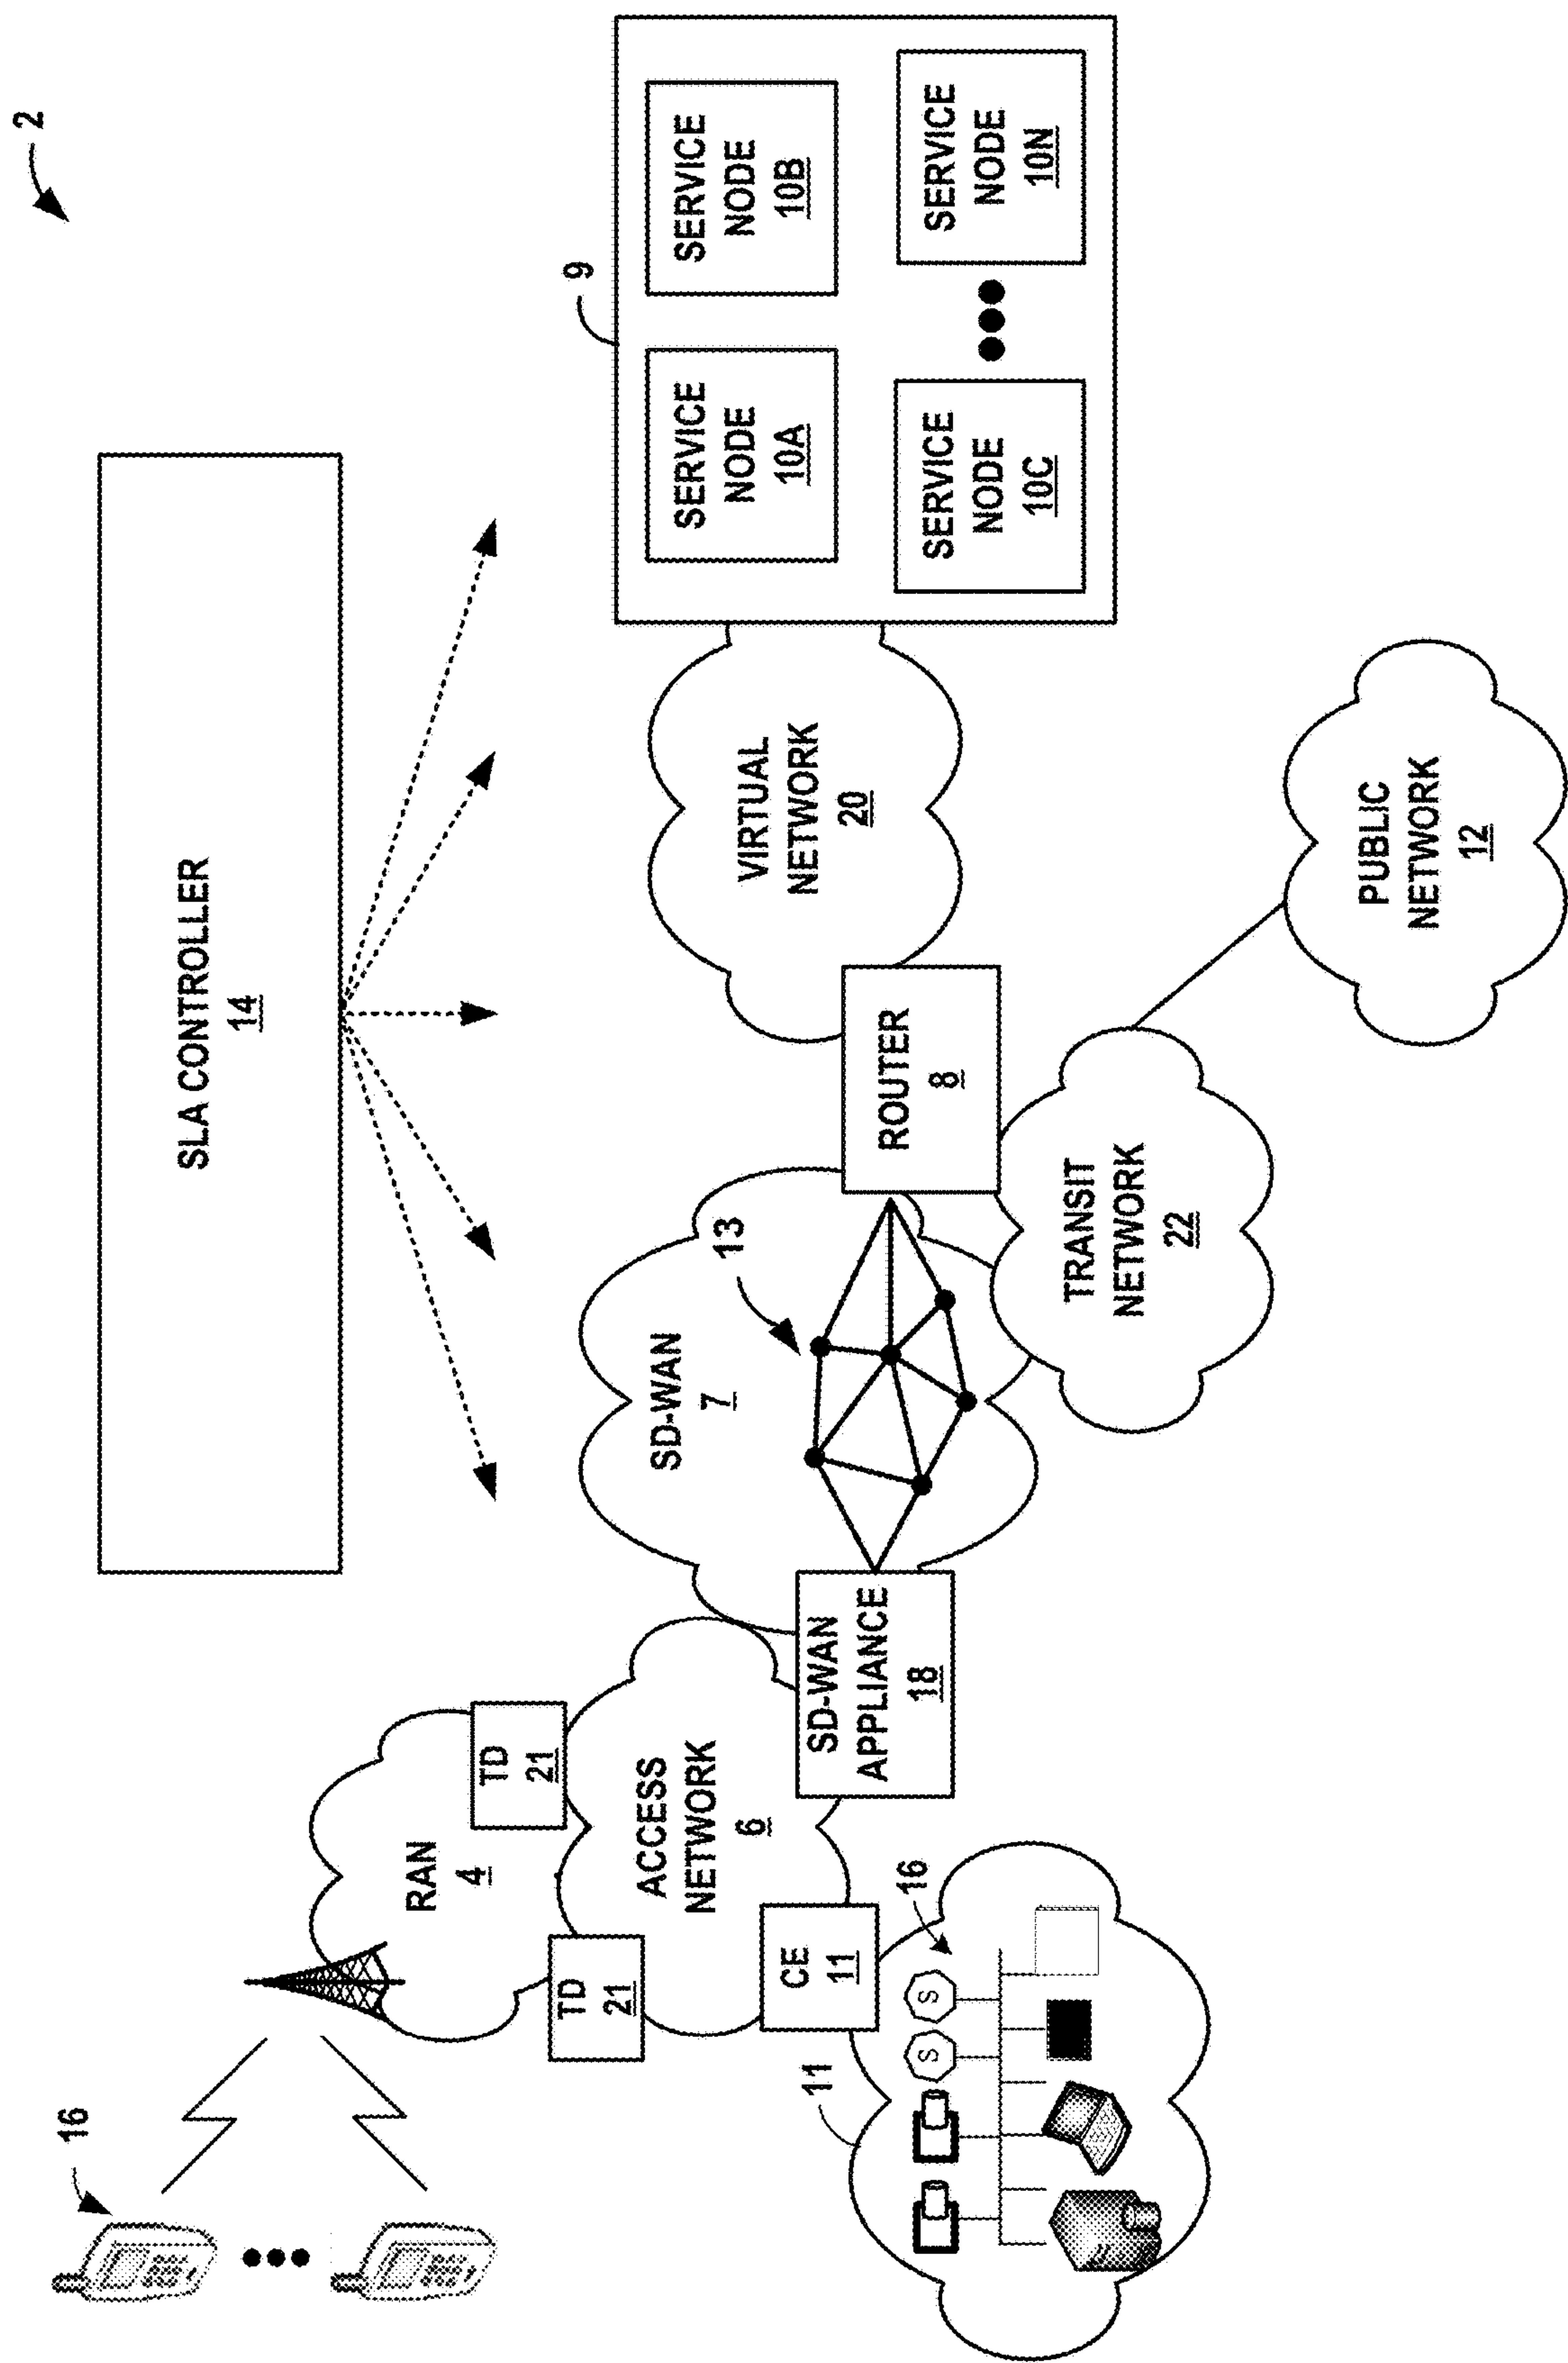 2
SLA CONTROLLER
14
16
RAN
4
TD
21
TD
21
ACCESS
NETWORK
6
CE
11
11
16
S
S
SD-WAN
APPLIANCE
18
SD-WAN
7
13
ROUTER
8
VIRTUAL
NETWORK
20
9
SERVICE
NODE
10A
SERVICE
NODE
10B
SERVICE
NODE
10C
SERVICE
NODE
10N
TRANSIT
NETWORK
22
PUBLIC
NETWORK
12